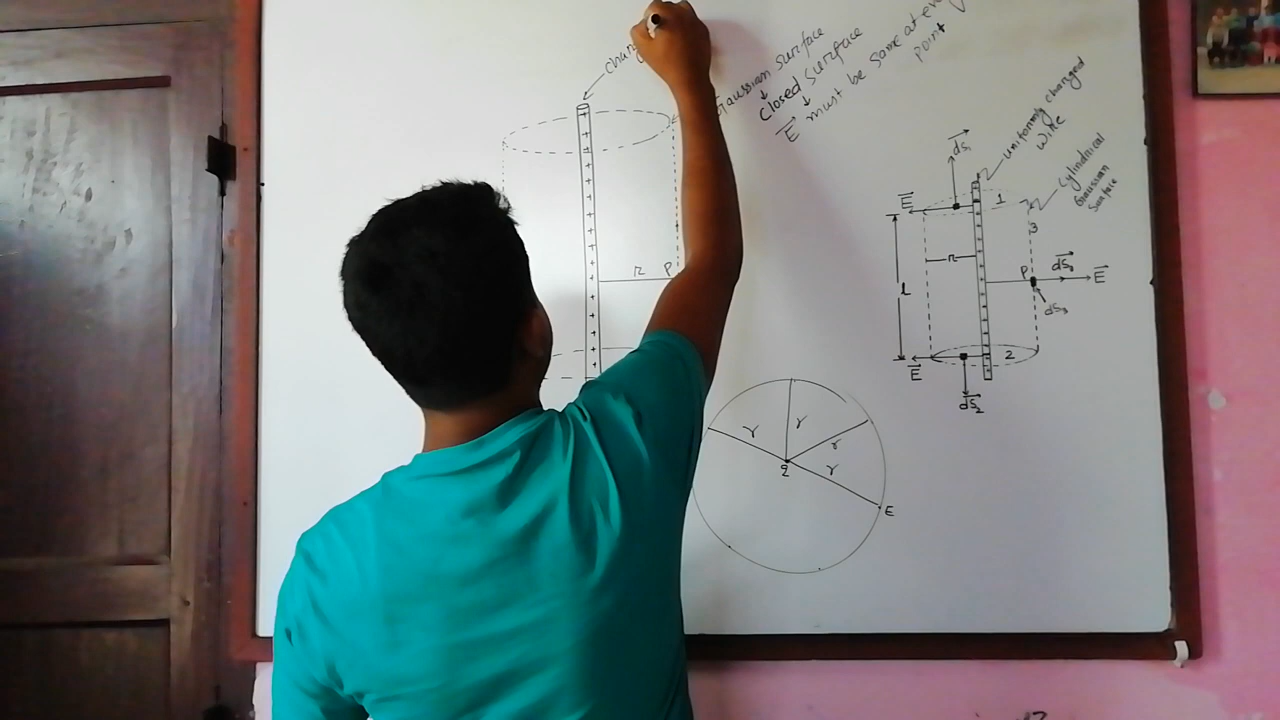 Gaussian surface
closed surface
E must be same at
point
r P
uniformly charged
wire
cylindrical
Gaussian
surface
dS₁
E 1
3
r
P dS₃ E
dS₃
l
2
E
dS₂
r r
r
r
q
E